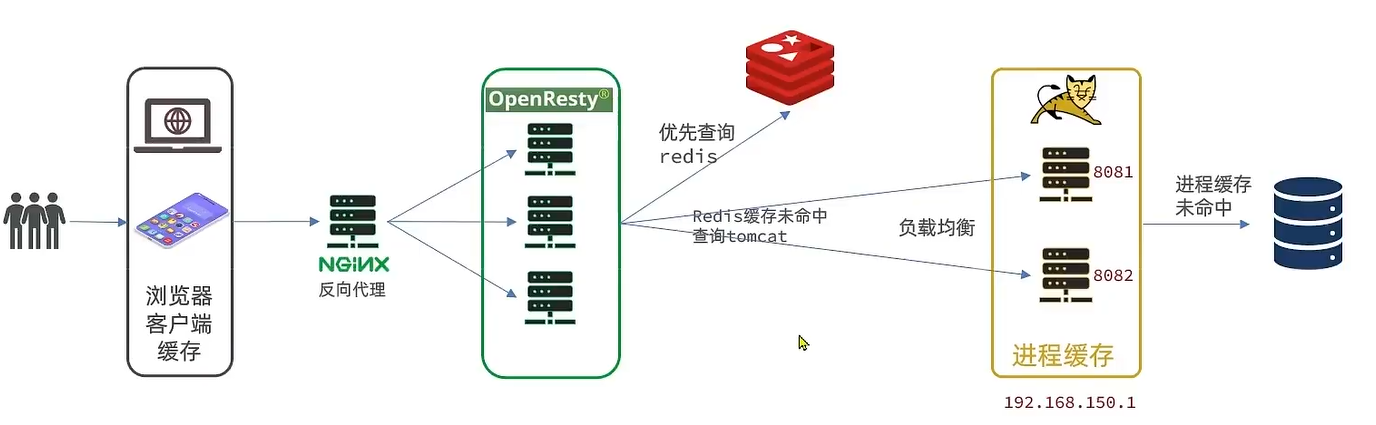 OpenResty®
优先查询
redis
8081
进程缓存
未命中
Redis缓存未命中
查询tomcat
负载均衡
NGINX
反向代理
8082
浏览器
客户端
缓存
进程缓存
192.168.150.1